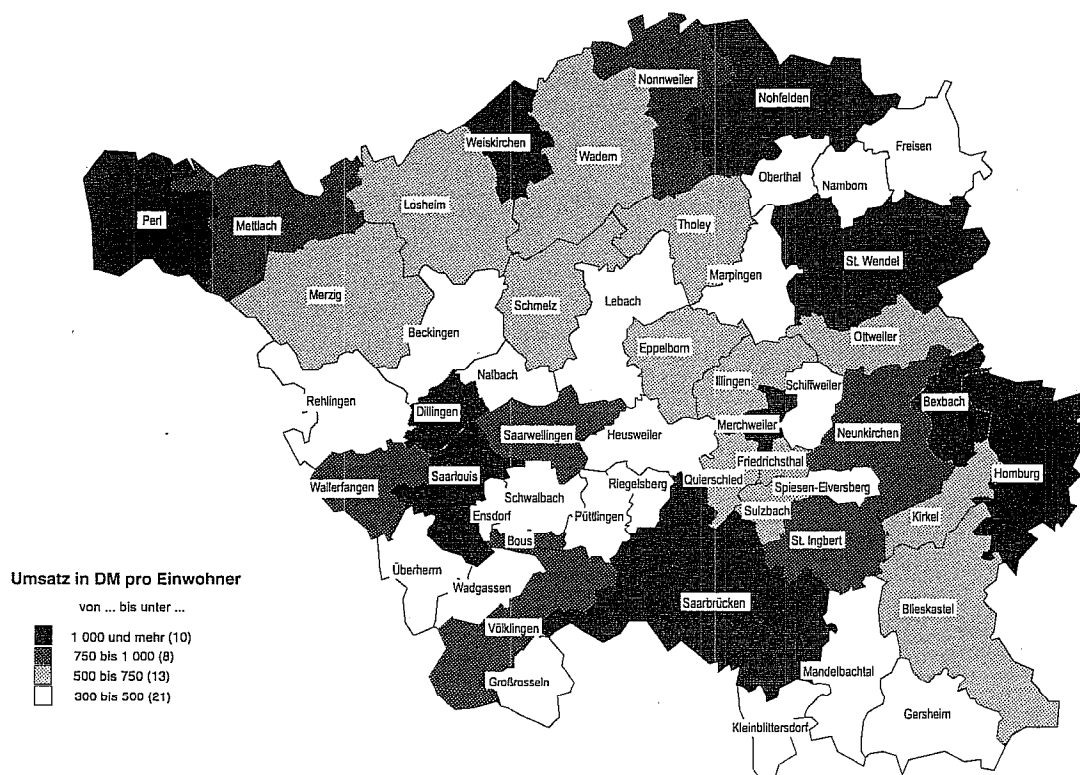 Nonnweiler
Nohfelden
Weiskirchen
Wadern
Freisen
Oberthal
Namborn
Perl
Mettlach
Losheim
Tholey
St. Wendel
Marpingen
Merzig
Schmelz
Lebach
Beckingen
Ottweiler
Eppelborn
Nalbach
Illingen
Schiffweiler
Rehlingen
Dillingen
Bexbach
Saarwellingen
Heusweiler
Merchweiler
Neunkirchen
Friedrichsthal
Homburg
Wallerfangen
Saarlouis
Riegelsberg
Quierschied
Spiesen-Elversberg
Schwalbach
Ensdorf
Püttlingen
Sulzbach
Kirkel
Bous
St. Ingbert
Überherrn
Wadgassen
Saarbrücken
Blieskastel
Völklingen
Mandelbachtal
Großrosseln
Gersheim
Kleinblittersdorf
Umsatz in DM pro Einwohner
von ... bis unter ...
1 000 und mehr (10)
750 bis 1 000 (8)
500 bis 750 (13)
300 bis 500 (21)